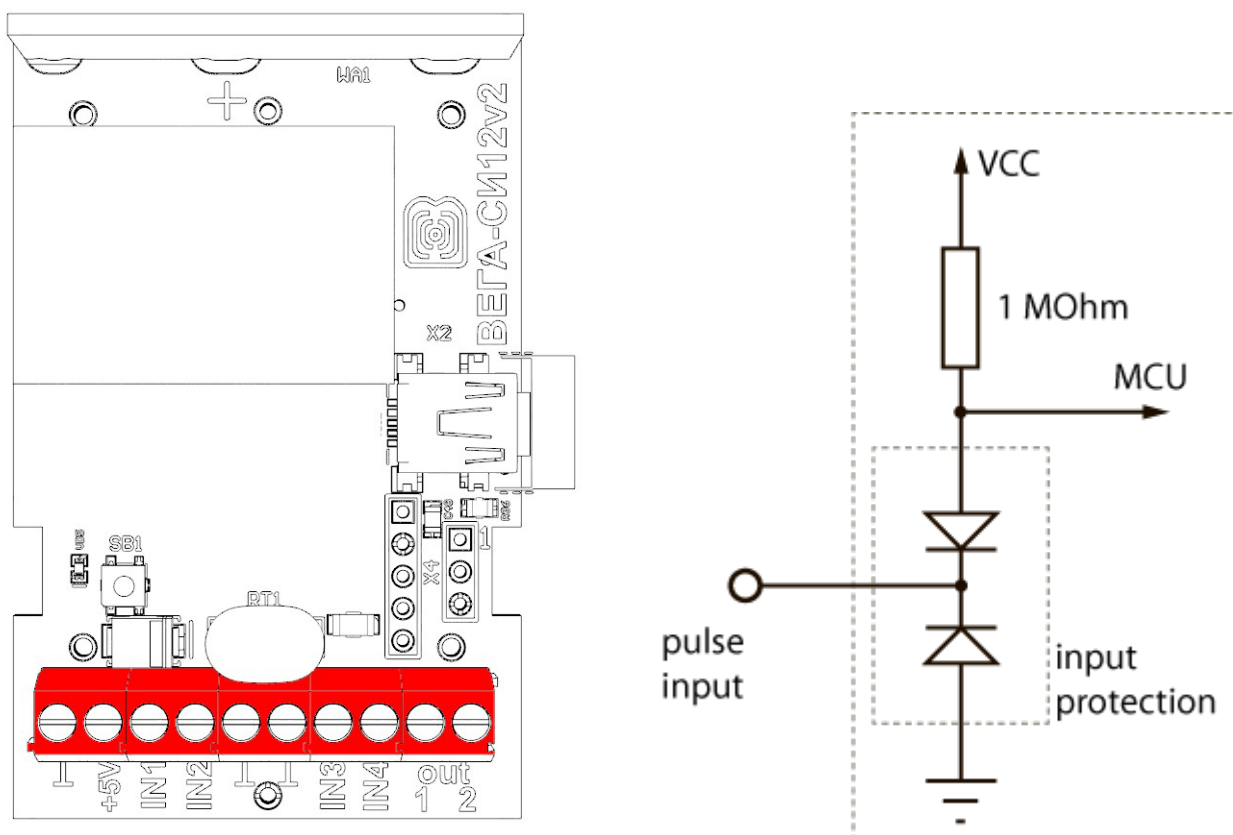 WA1
ВЕГА-СИ12v2
X2
SB1
RT1
X4
1
+5V
IN1
IN2
IN3
IN4
out
1
2
VCC
1 MOhm
MCU
pulse
input
input
protection